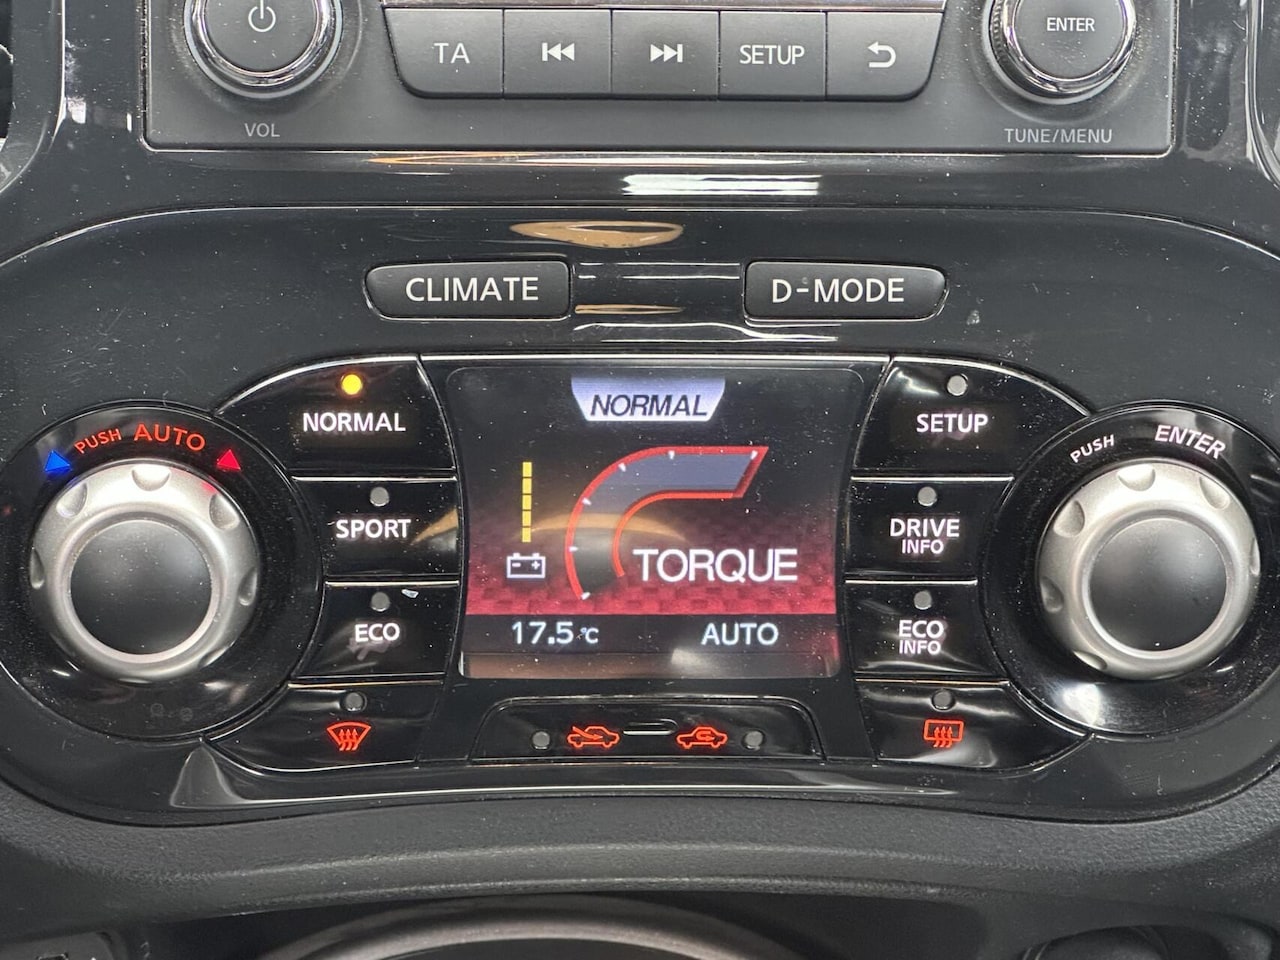 TA
SETUP
ENTER
VOL
TUNE/MENU
CLIMATE
D-MODE
PUSH AUTO
NORMAL
NORMAL
SETUP
PUSH ENTER
SPORT
DRIVE
INFO
TORQUE
ECO
17.5°C
AUTO
ECO
INFO